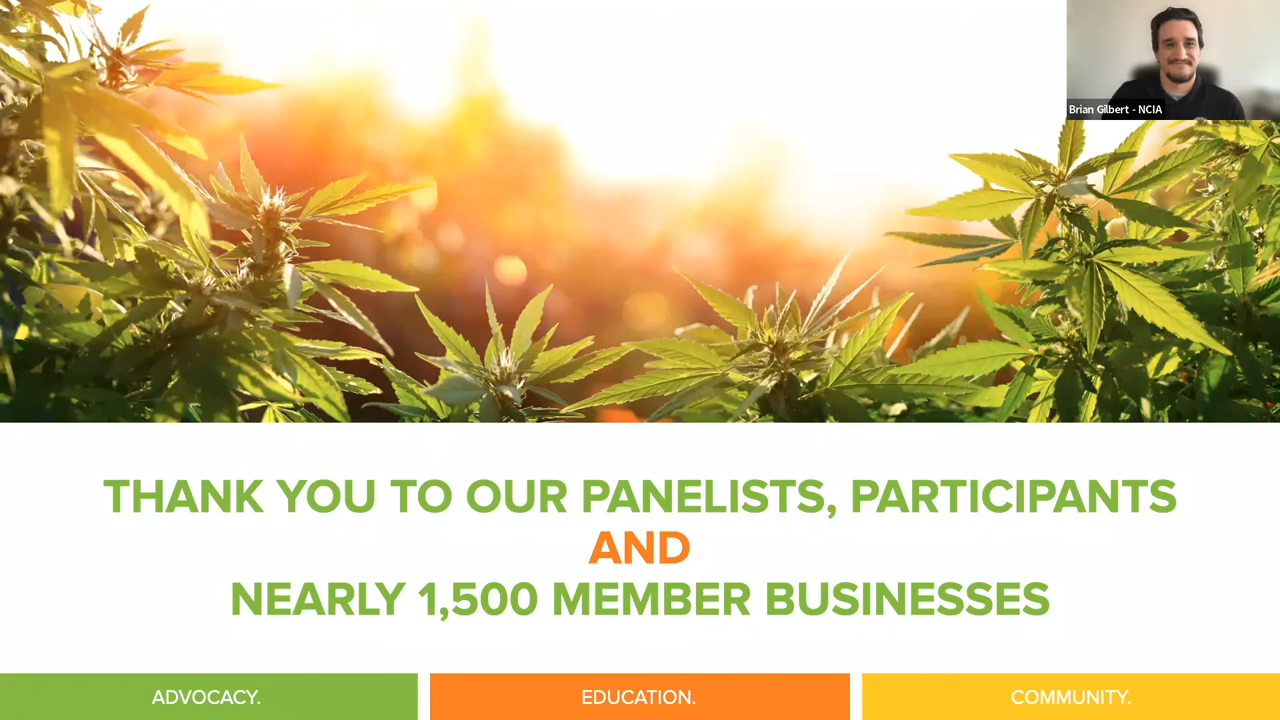 Brian Gilbert - NCIA
THANK YOU TO OUR PANELISTS, PARTICIPANTS
AND
NEARLY 1,500 MEMBER BUSINESSES
ADVOCACY.
EDUCATION.
COMMUNITY.